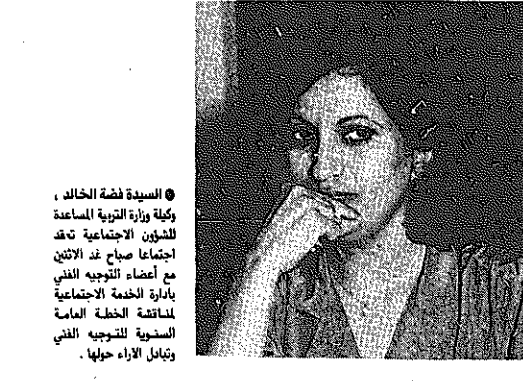 ● السيدة فضة الخالد ،
وكيلة وزارة التربية المساعدة
للشؤون الاجتماعية تعقد
اجتماعا صباح غد الاثنين
مع أعضاء التوجيه الفني
بادارة الخدمة الاجتماعية
لمناقشة الخطة العامة
السنوية للتوجيه الفني
وتبادل الآراء حولها .